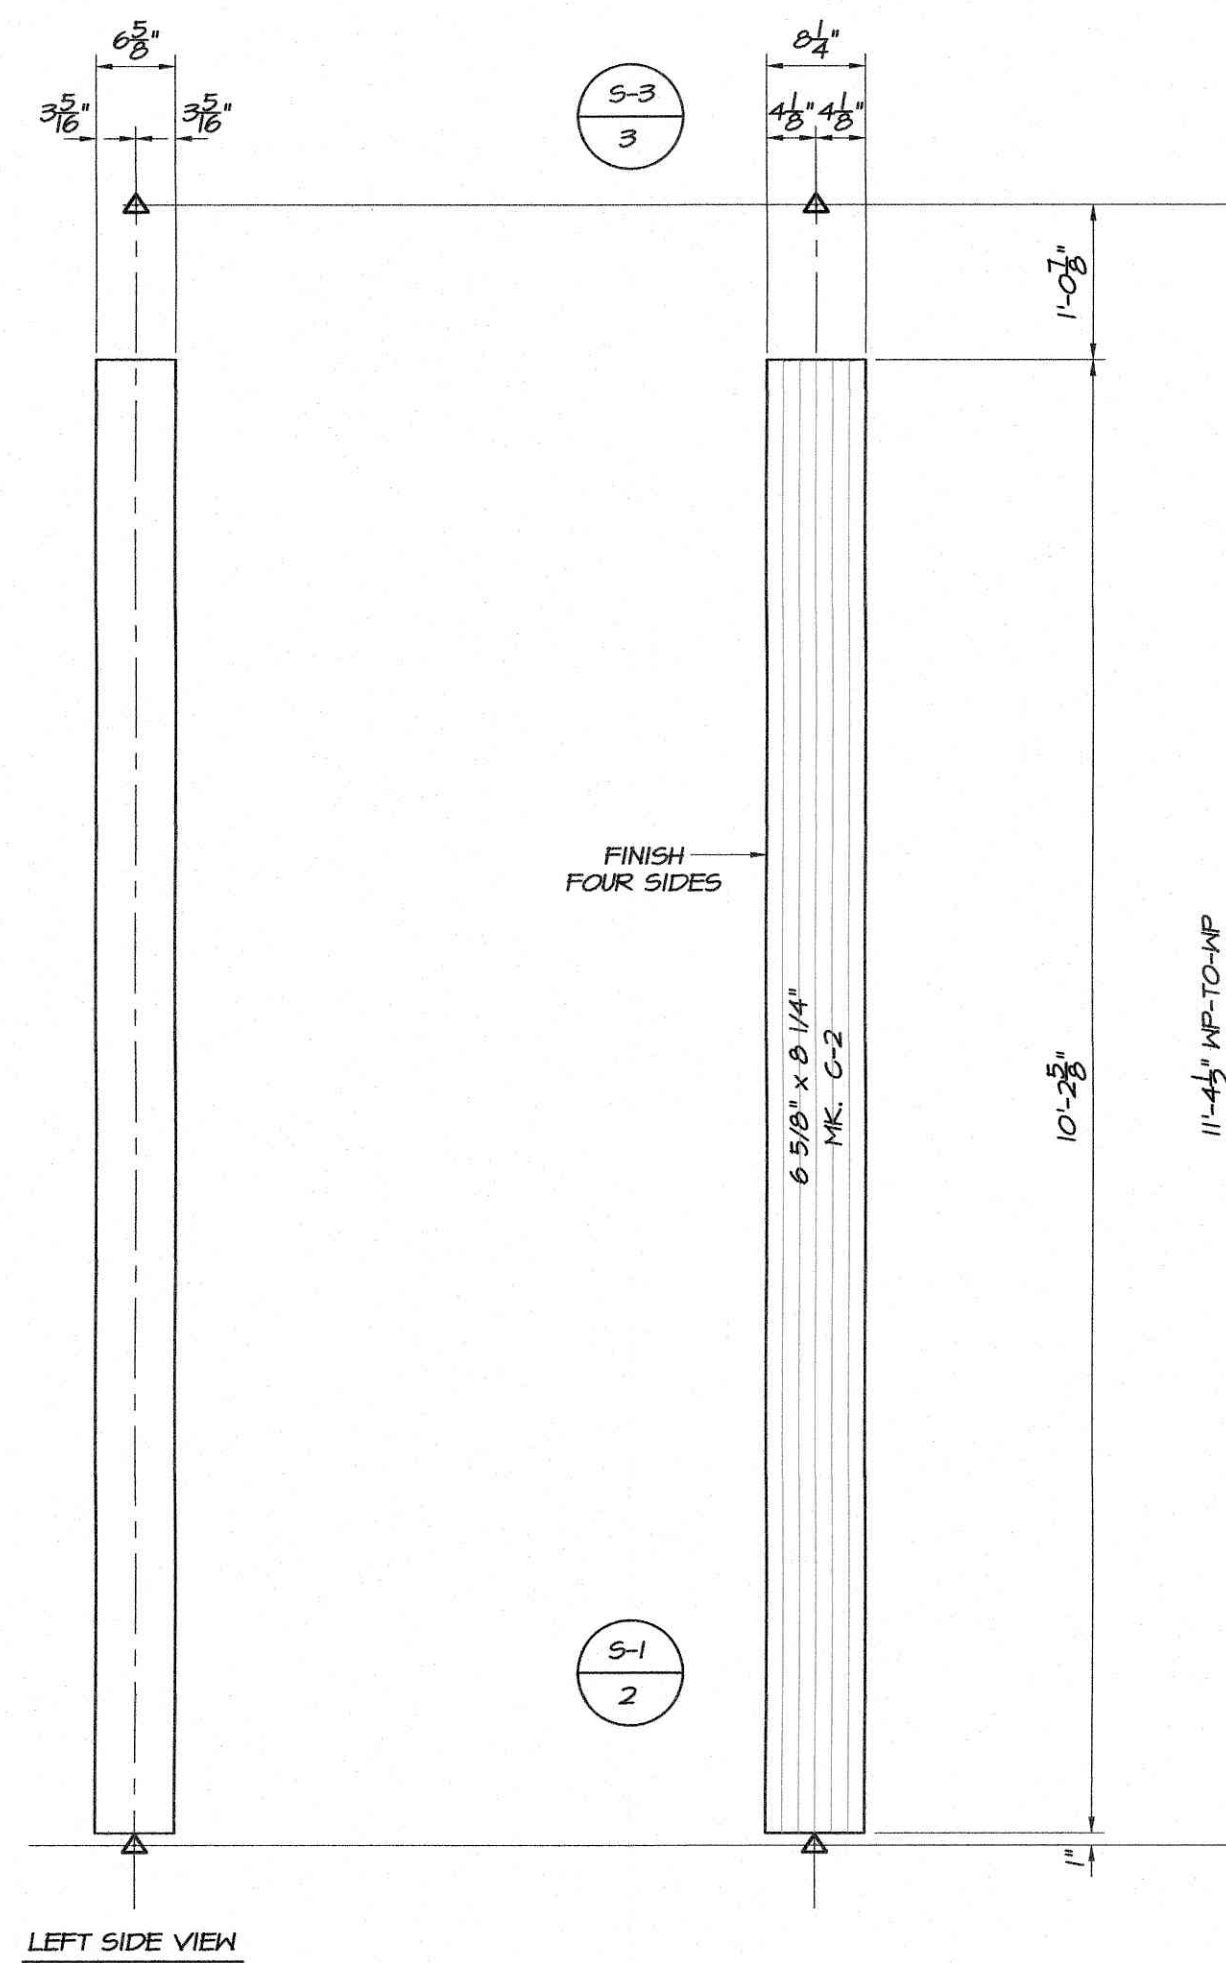 6 5/8"
8 1/4"
3 5/16"
3 5/16"
S-3
3
4 1/8"
4 1/8"
1'-0 7/8"
FINISH
FOUR SIDES
6 5/8" x 8 1/4"
MK. C-2
10'-2 5/8"
11'-4 1/2" WP-TO-WP
S-1
2
1"
LEFT SIDE VIEW